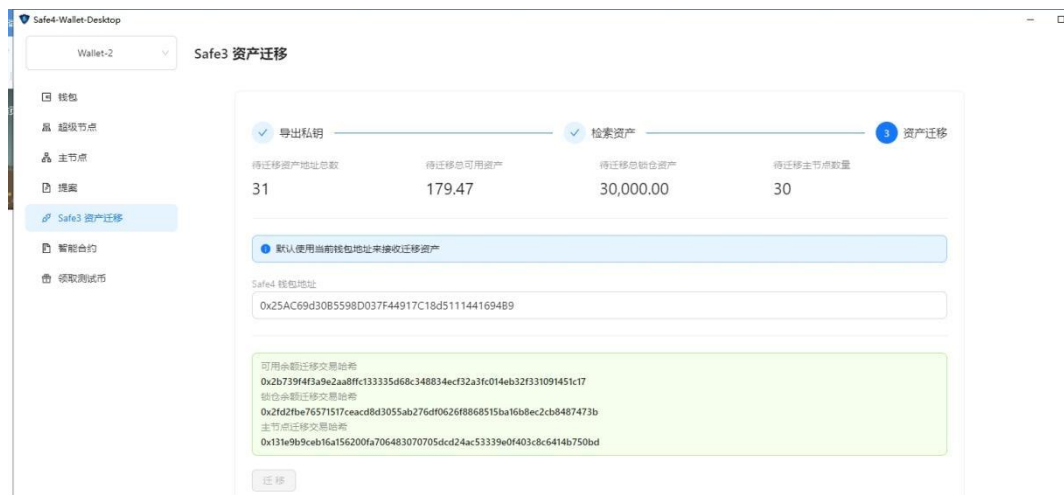 Safe4-Wallet-Desktop
Wallet-2
Safe3 资产迁移
钱包
超级节点
主节点
提案
Safe3 资产迁移
智能合约
领取测试币
导出私钥
检索资产
3 资产迁移
待迁移资产地址总数
待迁移总可用资产
待迁移总锁仓资产
待迁移主节点数量
31
179.47
30,000.00
30
默认使用当前钱包地址来接收迁移资产
Safe4 钱包地址
0x25AC69d30B5598D037F44917C18d5111441694B9
可用余额迁移交易哈希
0x2b739f4f3a9e2aa8ffc133335d68c348834ecf32a3fc014eb32f331091451c17
锁仓余额迁移交易哈希
0x2fd2fbe76571517ceacd8d3055ab276df0626f8868515ba16b8ec2cb8487473b
主节点迁移交易哈希
0x131e9b9ceb16a156200fa706483070705dcd24ac53339e0f403c8c6414b750bd
迁移